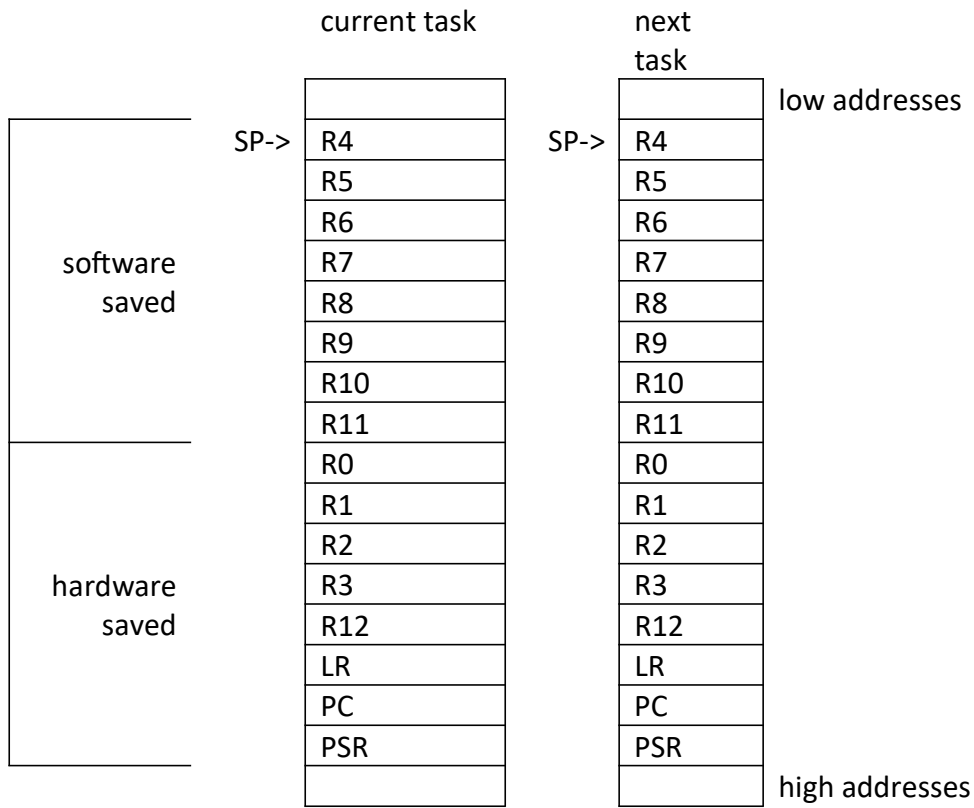 current task next
task
low addresses
SP-> R4 SP-> R4
R5 R5
R6 R6
software R7 R7
saved R8 R8
R9 R9
R10 R10
R11 R11
R0 R0
R1 R1
R2 R2
hardware R3 R3
saved R12 R12
LR LR
PC PC
PSR PSR
high addresses